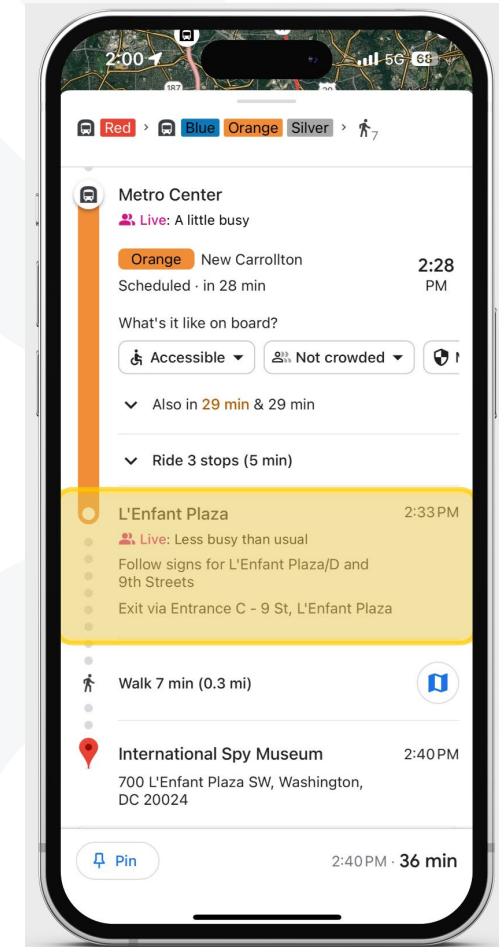 2:00
5G 68
187
Red > Blue Orange Silver > 7
Metro Center
Live: A little busy
Orange New Carrollton
2:28
PM
Scheduled · in 28 min
What's it like on board?
Accessible
Not crowded
Also in 29 min & 29 min
Ride 3 stops (5 min)
L'Enfant Plaza 2:33 PM
Live: Less busy than usual
Follow signs for L'Enfant Plaza/D and
9th Streets
Exit via Entrance C - 9 St, L'Enfant Plaza
Walk 7 min (0.3 mi)
International Spy Museum 2:40 PM
700 L'Enfant Plaza SW, Washington,
DC 20024
Pin
2:40 PM · 36 min